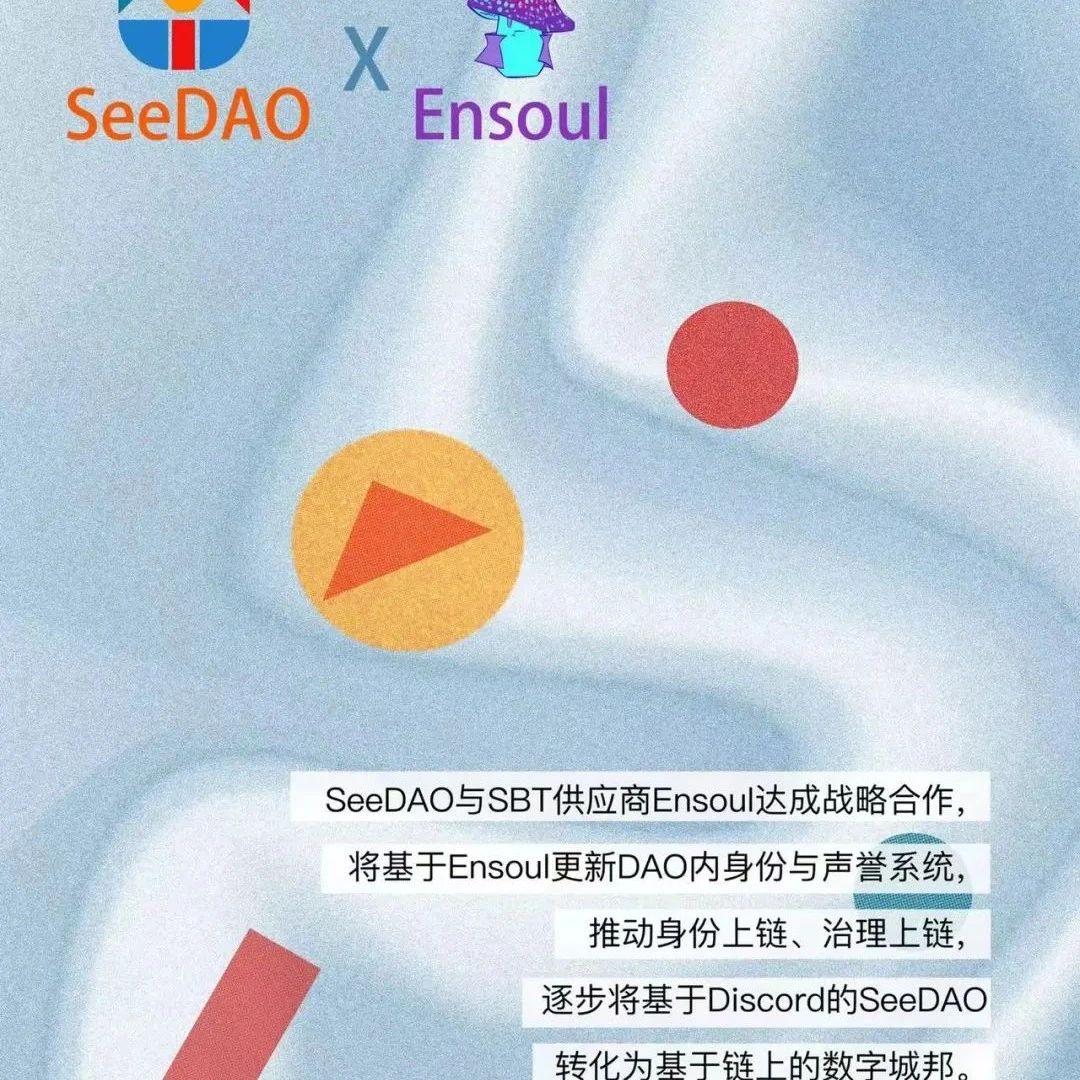 SeeDAO X Ensoul
SeeDAO与SBT供应商Ensoul达成战略合作，
将基于Ensoul更新DAO内身份与声誉系统，
推动身份上链、治理上链，
逐步将基于Discord的SeeDAO
转化为基于链上的数字城邦。